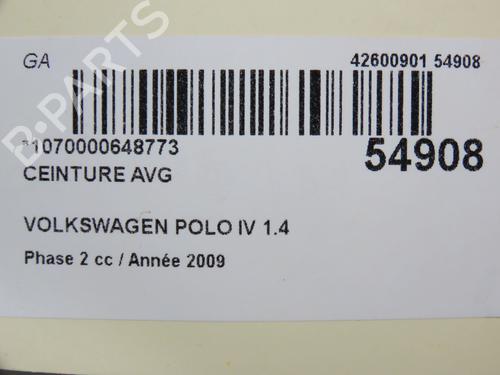 GA
42600901 54908
*1070000648773
54908
CEINTURE AVG
VOLKSWAGEN POLO IV 1.4
Phase 2 cc / Année 2009
B-PARTS